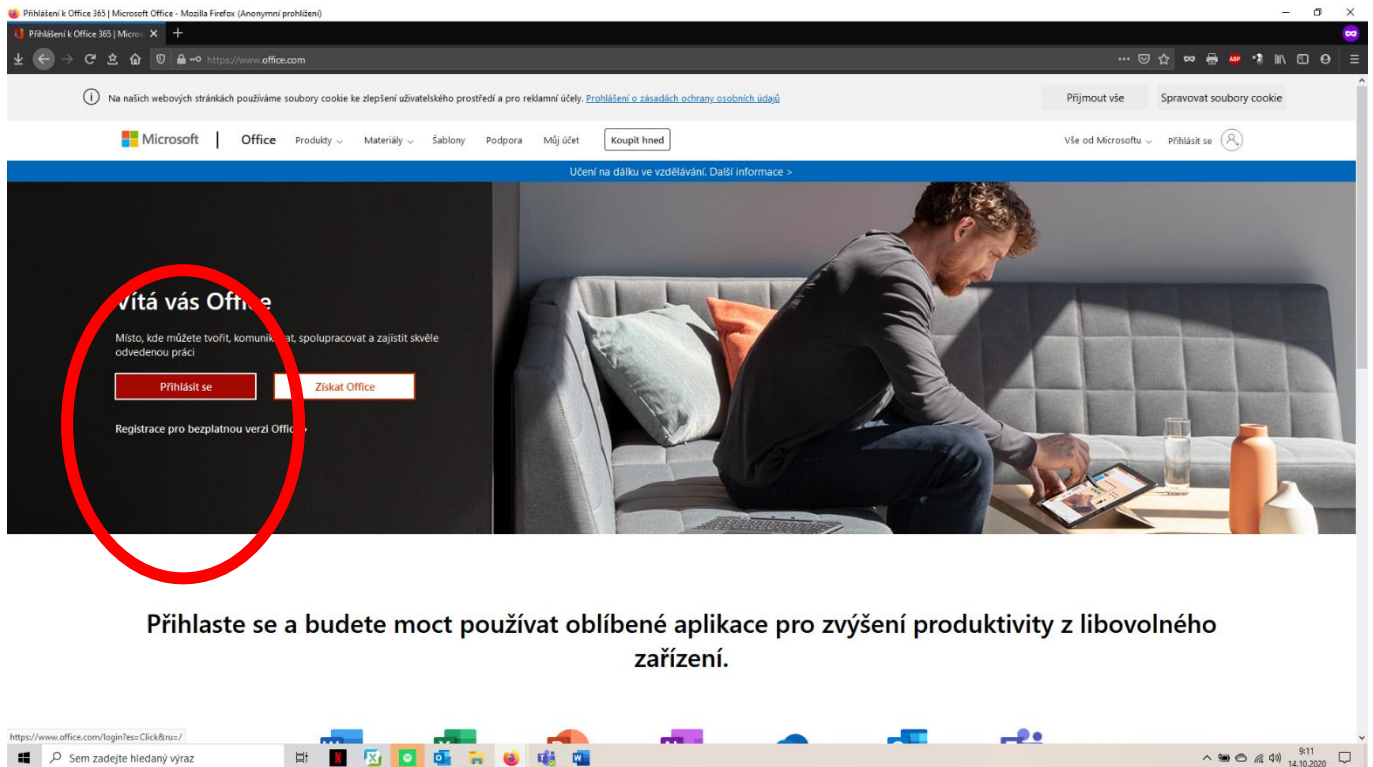 Přihlášení k Office 365 | Microsoft Office - Mozilla Firefox (Anonymní prohlížení)
Přihlášení k Office 365 | Micros
https://www.office.com
Na našich webových stránkách používáme soubory cookie ke zlepšení uživatelského prostředí a pro reklamní účely. Prohlášení o zásadách ochrany osobních údajů
Přijmout vše
Spravovat soubory cookie
Microsoft
Office
Produkty
Materiály
Šablony
Podpora
Můj účet
Koupit hned
Vše od Microsoftu
Přihlásit se
Učení na dálku ve vzdělávání. Další informace >
Vítá vás Office
Místo, kde můžete tvořit, komunikovat, spolupracovat a zajistit skvěle
odvedenou práci
Přihlásit se
Získat Office
Registrace pro bezplatnou verzi Office >
Přihlaste se a budete moct používat oblíbené aplikace pro zvýšení produktivity z libovolného
zařízení.
https://www.office.com/login?es=Click&ru=/
Sem zadejte hledaný výraz
9:11
14.10.2020